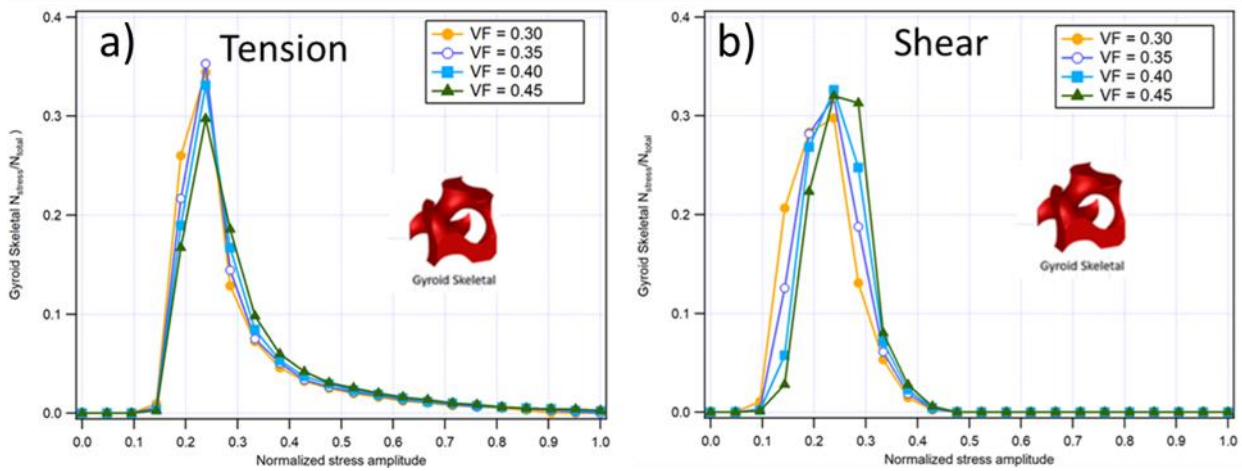 a)
Tension
VF = 0.30
VF = 0.35
VF = 0.40
VF = 0.45
0.4
0.3
0.2
0.1
0.0
Gyroid Skeletal N_stress/N_total )
Gyroid Skeletal
0.0 0.1 0.2 0.3 0.4 0.5 0.6 0.7 0.8 0.9 1.0
Normalized stress amplitude
b)
Shear
VF = 0.30
VF = 0.35
VF = 0.40
VF = 0.45
0.4
0.3
0.2
0.1
0.0
Gyroid Skeletal N_stress/N_total
Gyroid Skeletal
0.0 0.1 0.2 0.3 0.4 0.5 0.6 0.7 0.8 0.9 1.0
Normalized stress amplitude